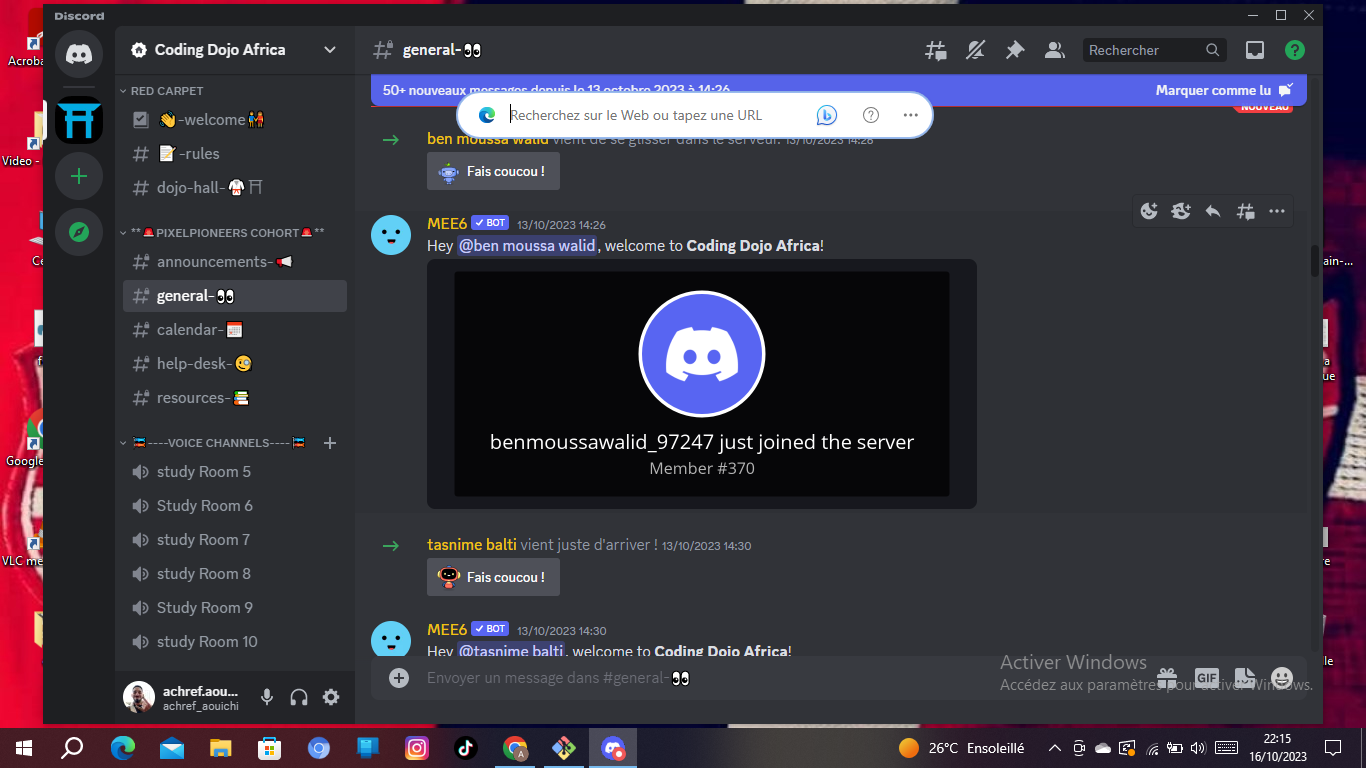 Discord
Acroba
Video -
Ce
f
Google
VLC me
Coding Dojo Africa
RED CARPET
-welcome
-rules
dojo-hall-
**PIXELPIONEERS COHORT**
announcements-
general-
calendar-
help-desk-
resources-
----VOICE CHANNELS----
study Room 5
Study Room 6
study Room 7
study Room 8
Study Room 9
study Room 10
achref.aou...
achref_aouichi
general-
Rechercher
50+ nouveaux messages depuis le 13 octobre 2023 à 14:26
Marquer comme lu
NOUVEAU
Recherchez sur le Web ou tapez une URL
ben moussa walid vient de se glisser dans le serveur. 13/10/2023 14:26
Fais coucou !
MEE6 BOT 13/10/2023 14:26
Hey @ben moussa walid, welcome to Coding Dojo Africa!
benmoussawalid_97247 just joined the server
Member #370
tasnime balti vient juste d'arriver ! 13/10/2023 14:30
Fais coucou !
MEE6 BOT 13/10/2023 14:30
Hey @tasnime balti, welcome to Coding Dojo Africa!
Envoyer un message dans #general-
GIF
Activer Windows
Accédez aux paramètres pour activer Windows.
ain-...
a
ue
re
le
26°C Ensoleillé
22:15
16/10/2023